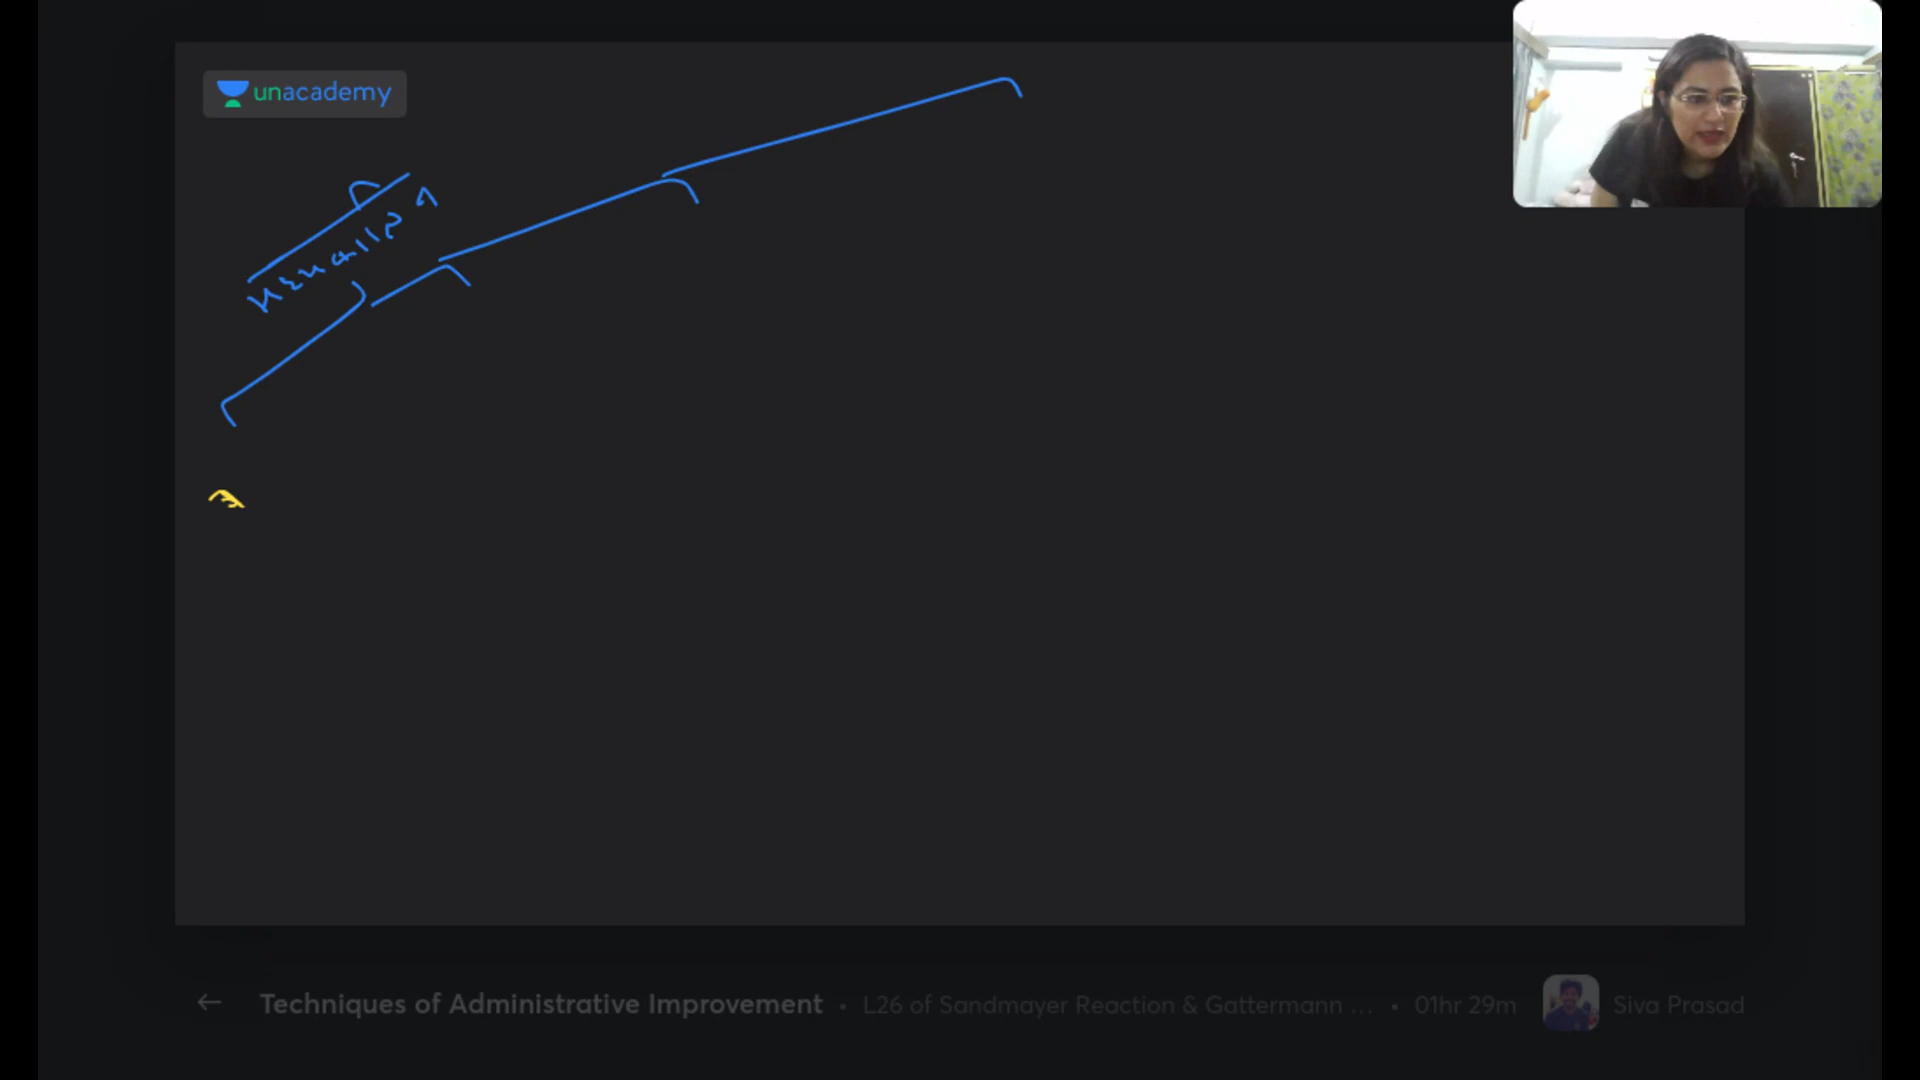 unacademy
Techniques of Administrative Improvement • L26 of Sandmayer Reaction & Gattermann ... • 01hr 29m Siva Prasad